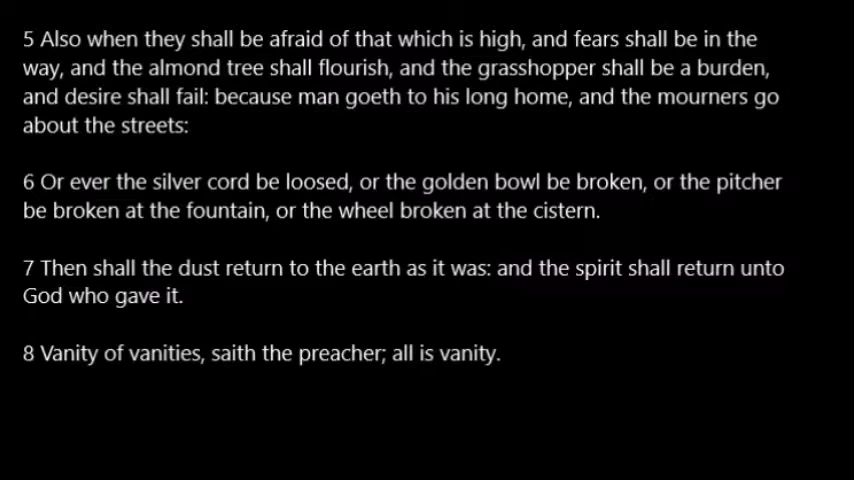 5 Also when they shall be afraid of that which is high, and fears shall be in the
way, and the almond tree shall flourish, and the grasshopper shall be a burden,
and desire shall fail: because man goeth to his long home, and the mourners go
about the streets:
6 Or ever the silver cord be loosed, or the golden bowl be broken, or the pitcher
be broken at the fountain, or the wheel broken at the cistern.
7 Then shall the dust return to the earth as it was: and the spirit shall return unto
God who gave it.
8 Vanity of vanities, saith the preacher; all is vanity.